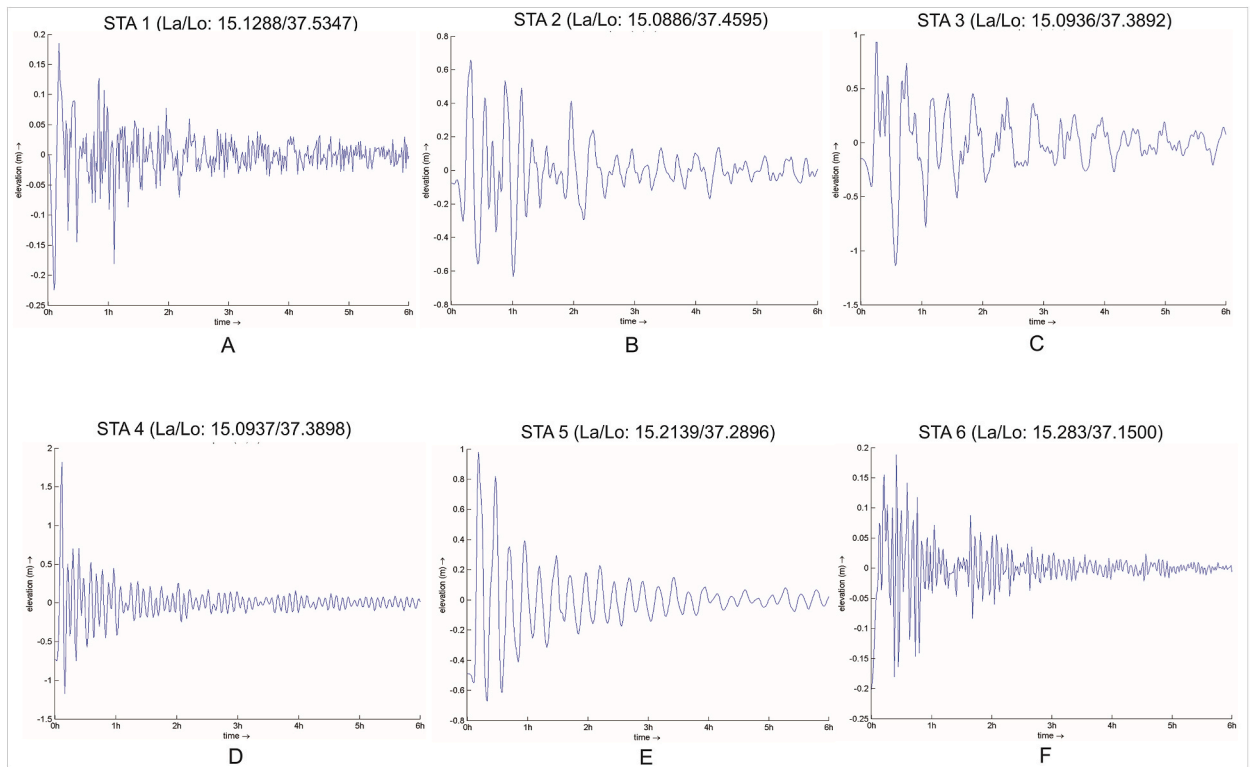 STA 1 (La/Lo: 15.1288/37.5347)
0.2
0.15
0.1
0.05
0
-0.05
-0.1
-0.15
-0.2
-0.25
elevation (m) →
0h 1h 2h 3h 4h 5h 6h
time →
A
STA 2 (La/Lo: 15.0886/37.4595)
0.8
0.6
0.4
0.2
0
-0.2
-0.4
-0.6
-0.8
elevation (m) →
0h 1h 2h 3h 4h 5h 6h
time →
B
STA 3 (La/Lo: 15.0936/37.3892)
1
0.5
0
-0.5
-1
-1.5
elevation (m) →
0h 1h 2h 3h 4h 5h 6h
time →
C
STA 4 (La/Lo: 15.0937/37.3898)
2
1.5
1
0.5
0
-0.5
-1
-1.5
elevation (m) →
0h 1h 2h 3h 4h 5h 6h
time →
D
STA 5 (La/Lo: 15.2139/37.2896)
1
0.8
0.6
0.4
0.2
0
-0.2
-0.4
-0.6
-0.8
elevation (m) →
0h 1h 2h 3h 4h 5h 6h
time →
E
STA 6 (La/Lo: 15.283/37.1500)
0.2
0.15
0.1
0.05
0
-0.05
-0.1
-0.15
-0.2
-0.25
elevation (m) →
0h 1h 2h 3h 4h 5h 6h
time →
F